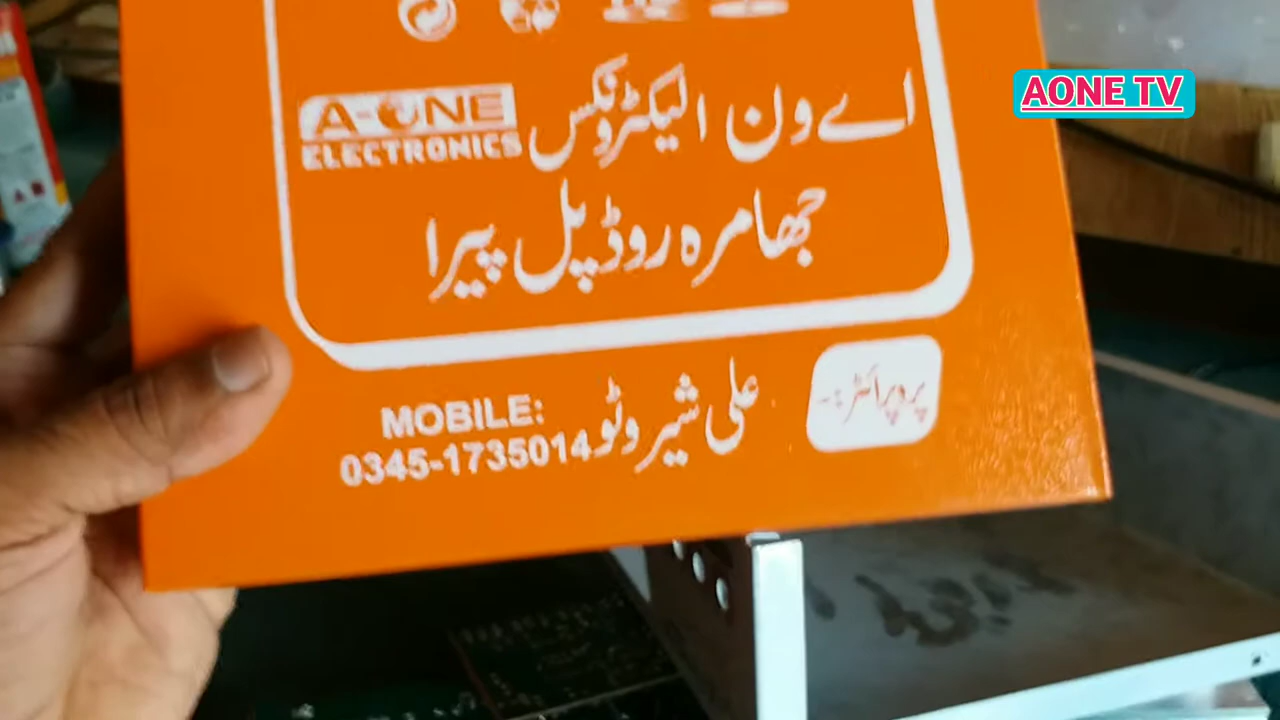 AONE TV
اے ون الیکٹرونکس
A-ONE
ELECTRONICS
جھامرہ روڈ پل پیرا
پروپرائٹر:-
علی شیر وٹو
MOBILE:
0345-1735014